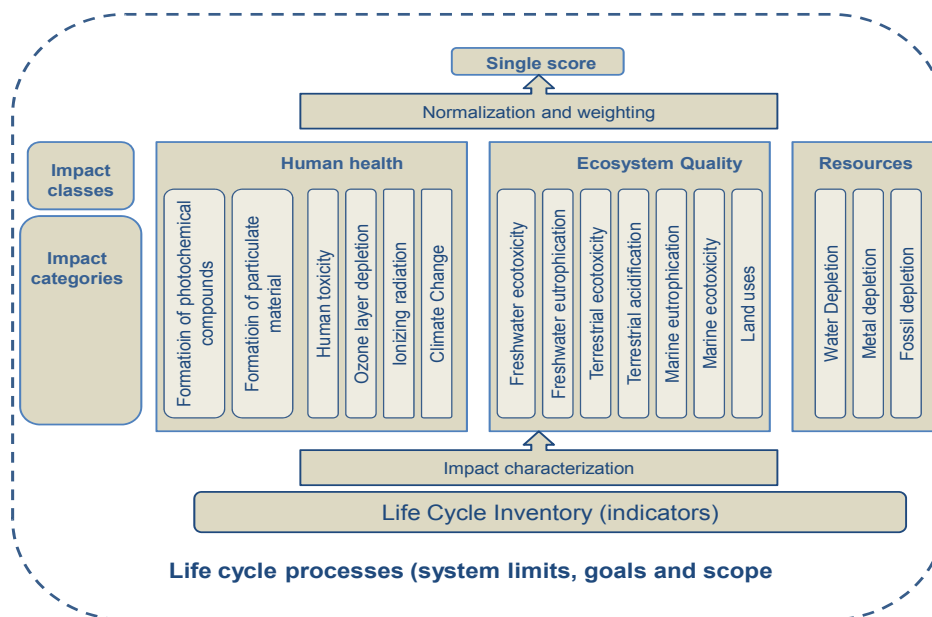 Single score
Normalization and weighting
Impact
classes
Impact
categories
Human health
Formatioin of photochemical
compounds
Formatioin of particulate
material
Human toxicity
Ozone layer depletion
Ionizing radiation
Climate Change
Ecosystem Quality
Freshwater ecotoxicity
Freshwater eutrophication
Terrestrial ecotoxicity
Terrestrial acidification
Marine eutrophication
Marine ecotoxicity
Land uses
Resources
Water Depletion
Metal depletion
Fossil depletion
Impact characterization
Life Cycle Inventory (indicators)
Life cycle processes (system limits, goals and scope